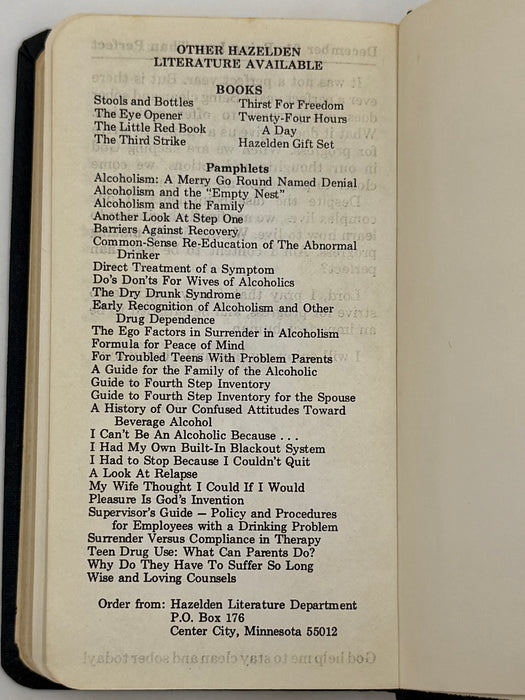 OTHER HAZELDEN
LITERATURE AVAILABLE
BOOKS
Stools and Bottles
The Eye Opener
The Little Red Book
The Third Strike
Thirst For Freedom
Twenty-Four Hours
A Day
Hazelden Gift Set
Pamphlets
Alcoholism: A Merry Go Round Named Denial
Alcoholism and the "Empty Nest"
Alcoholism and the Family
Another Look At Step One
Barriers Against Recovery
Common-Sense Re-Education of The Abnormal
Drinker
Direct Treatment of a Symptom
Do's Don'ts For Wives of Alcoholics
The Dry Drunk Syndrome
Early Recognition of Alcoholism and Other
Drug Dependence
The Ego Factors in Surrender in Alcoholism
Formula for Peace of Mind
For Troubled Teens With Problem Parents
A Guide for the Family of the Alcoholic
Guide to Fourth Step Inventory
Guide to Fourth Step Inventory for the Spouse
A History of Our Confused Attitudes Toward
Beverage Alcohol
I Can't Be An Alcoholic Because . . .
I Had My Own Built-In Blackout System
I Had to Stop Because I Couldn't Quit
A Look At Relapse
My Wife Thought I Could If I Would
Pleasure Is God's Invention
Supervisor's Guide – Policy and Procedures
for Employees with a Drinking Problem
Surrender Versus Compliance in Therapy
Teen Drug Use: What Can Parents Do?
Why Do They Have To Suffer So Long
Wise and Loving Counsels
Order from: Hazelden Literature Department
P.O. Box 176
Center City, Minnesota 55012
God help me to stay clean and sober today!